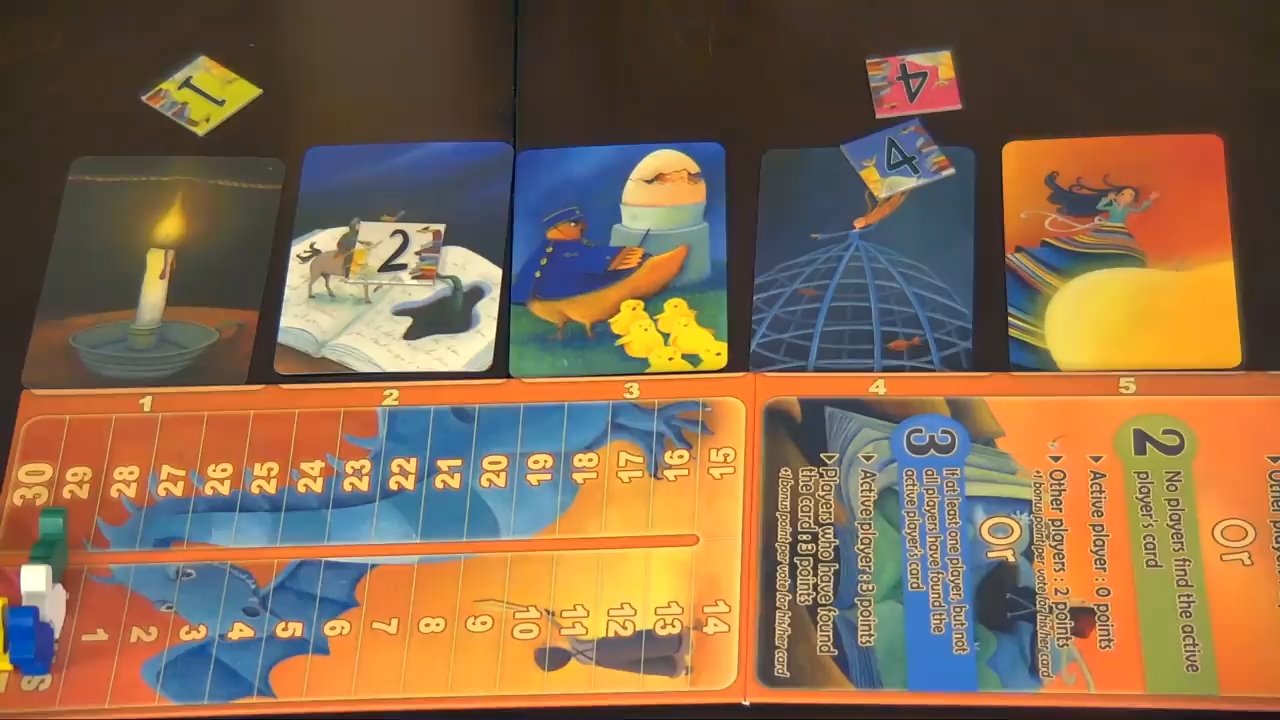 1
4
4
2
1
2
3
4
5
30
29
28
27
26
25
24
23
22
21
20
19
18
17
16
15
1
2
3
4
5
6
7
8
9
10
11
12
13
14
S
3
If at least one player, but not
all players have found the
active player's card
Active player : 3 points
Players who have found
the card : 3 points
+1 bonus point per vote for his/her card
Or
2
No players find the active
player's card
Active player : 0 points
Other players : 2 points
+1 bonus point per vote for his/her card
Or